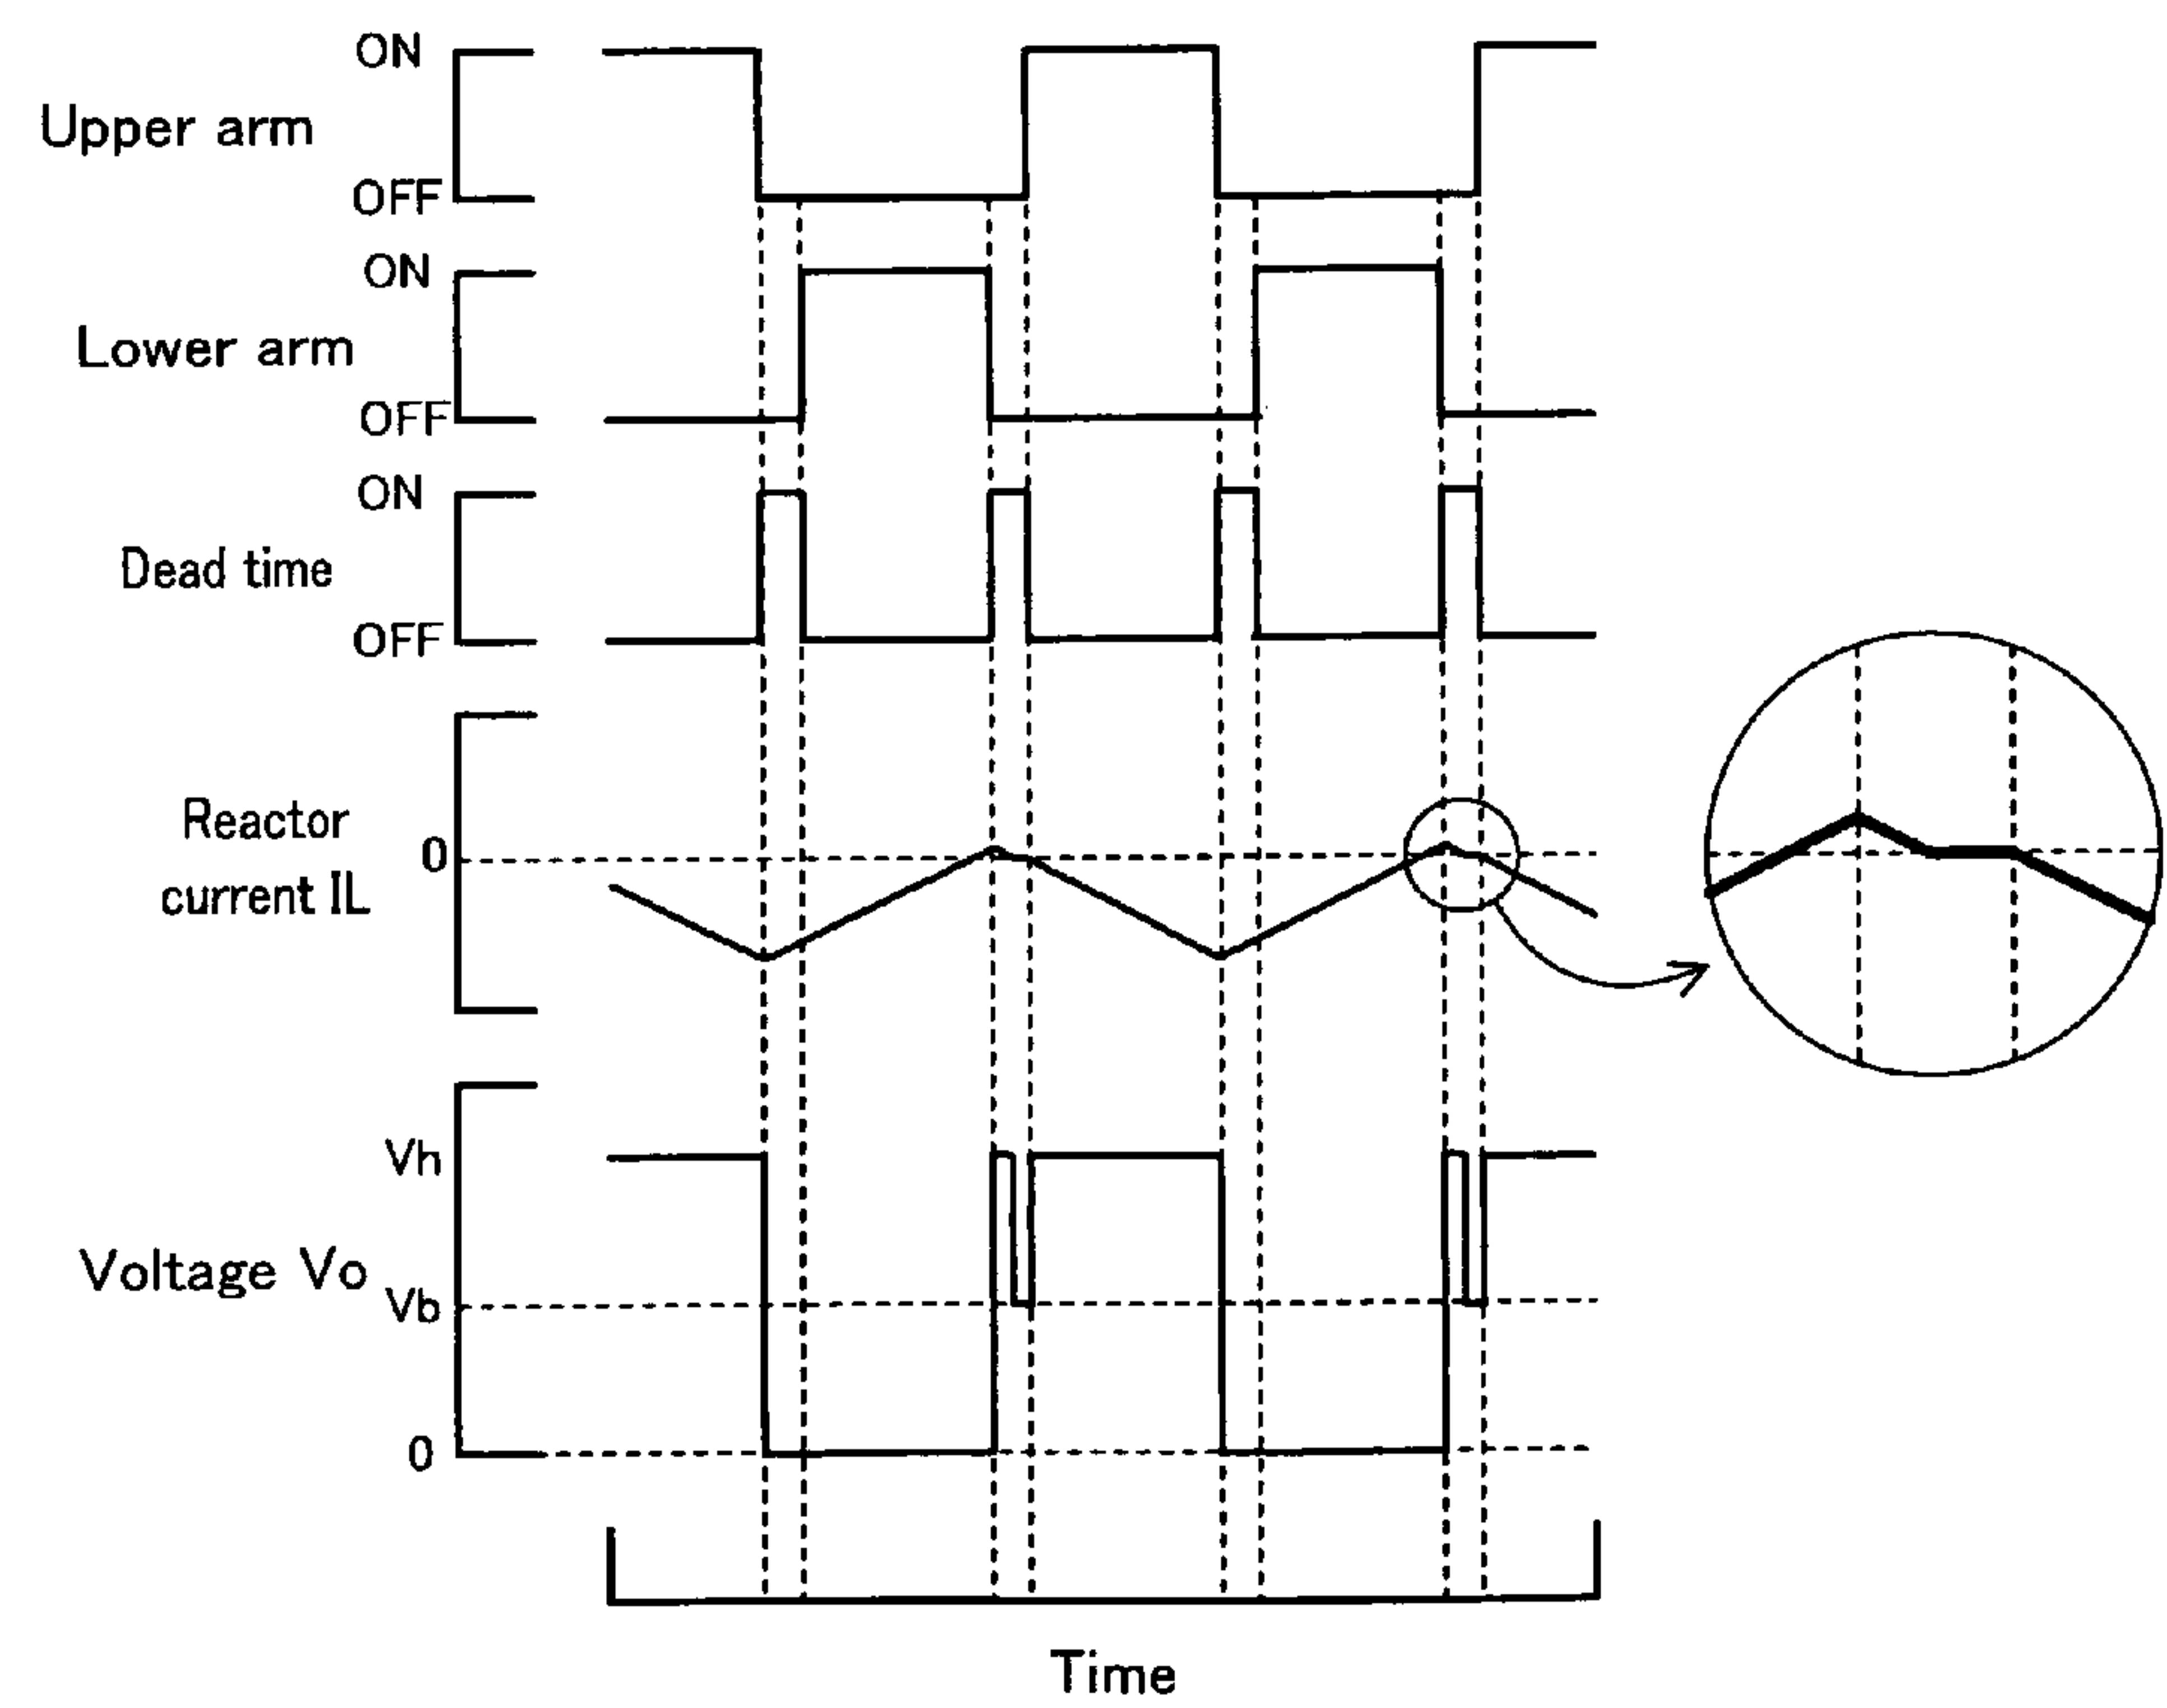 ON
Upper arm
OFF
ON
Lower arm
OFF
ON
Dead time
OFF
Reactor
0
current IL
Vh
Voltage Vo
Vb
0
Time